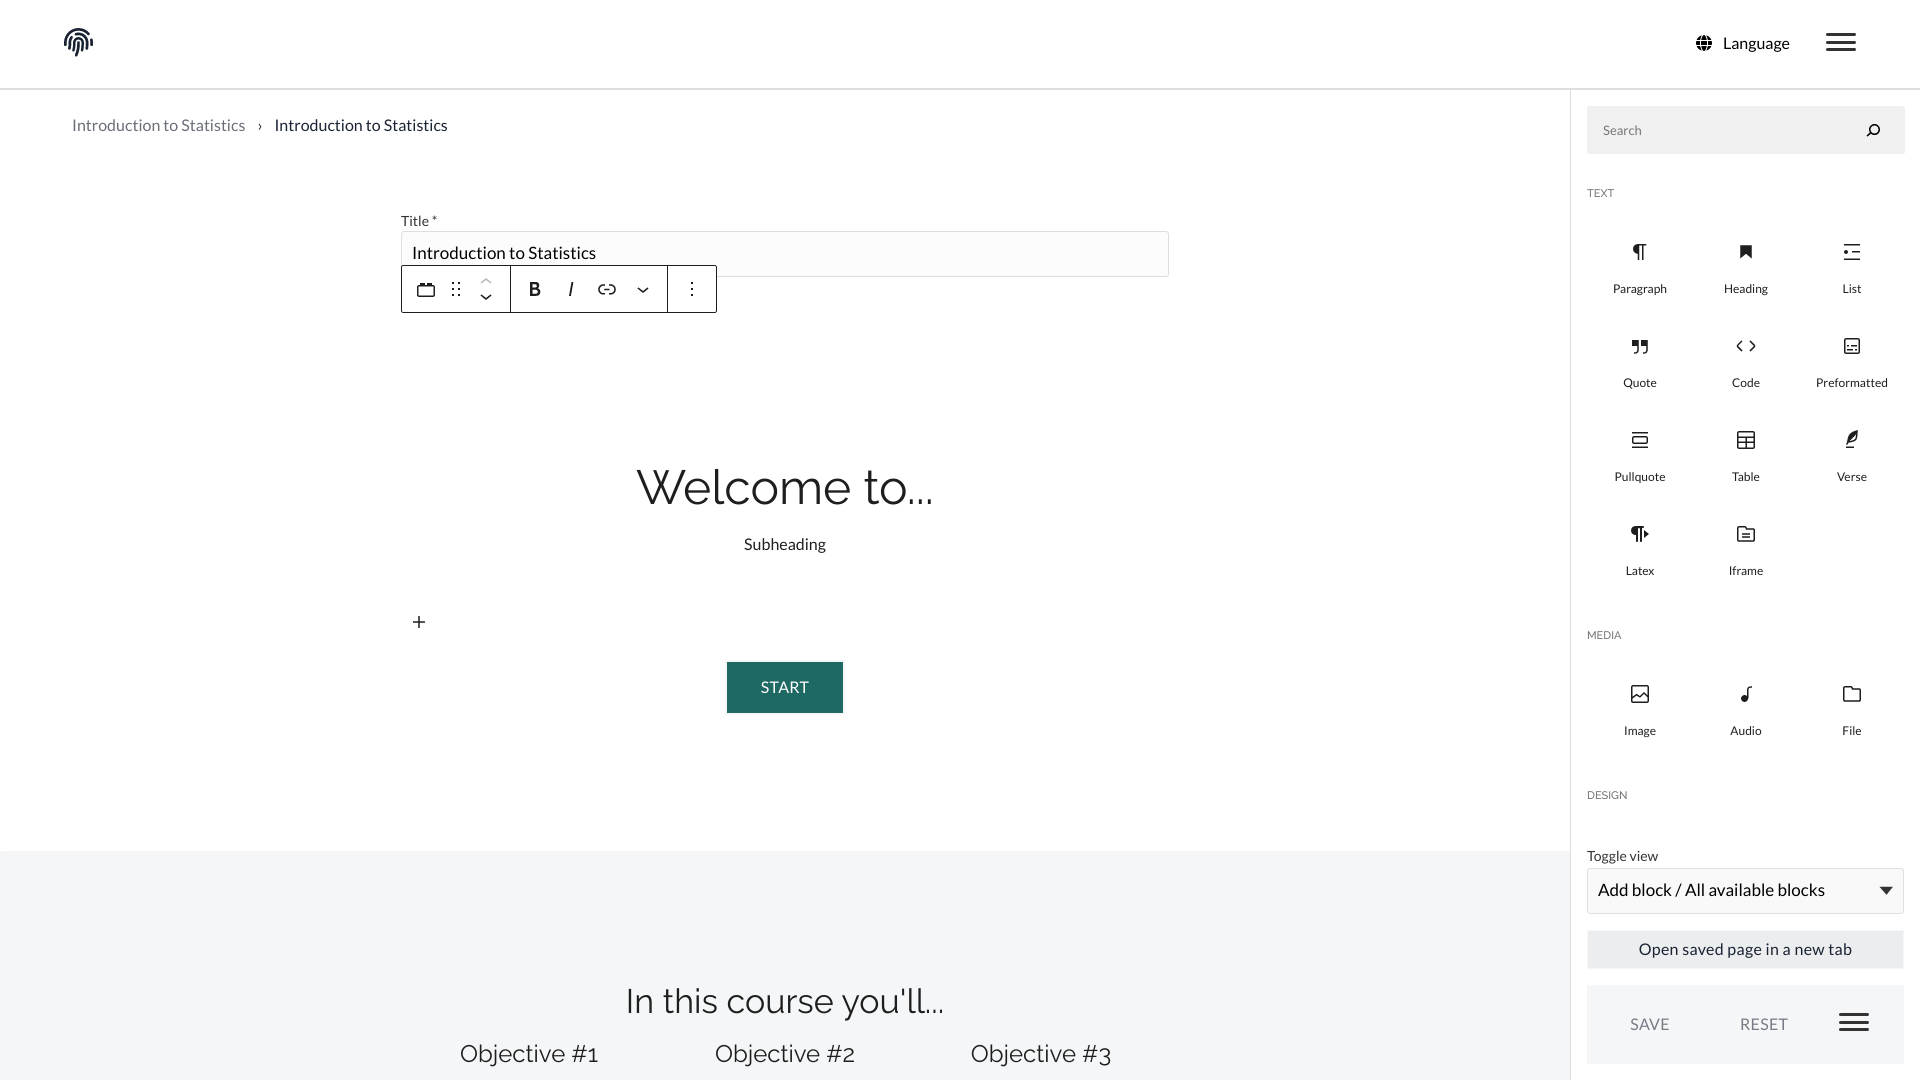 Language
Introduction to Statistics › Introduction to Statistics
Title *
Introduction to Statistics
B I
Welcome to...
Subheading
START
In this course you'll...
Objective #1 Objective #2 Objective #3
Search
TEXT
Paragraph Heading List
Quote Code Preformatted
Pullquote Table Verse
Latex Iframe
MEDIA
Image Audio File
DESIGN
Toggle view
Add block / All available blocks
Open saved page in a new tab
SAVE RESET